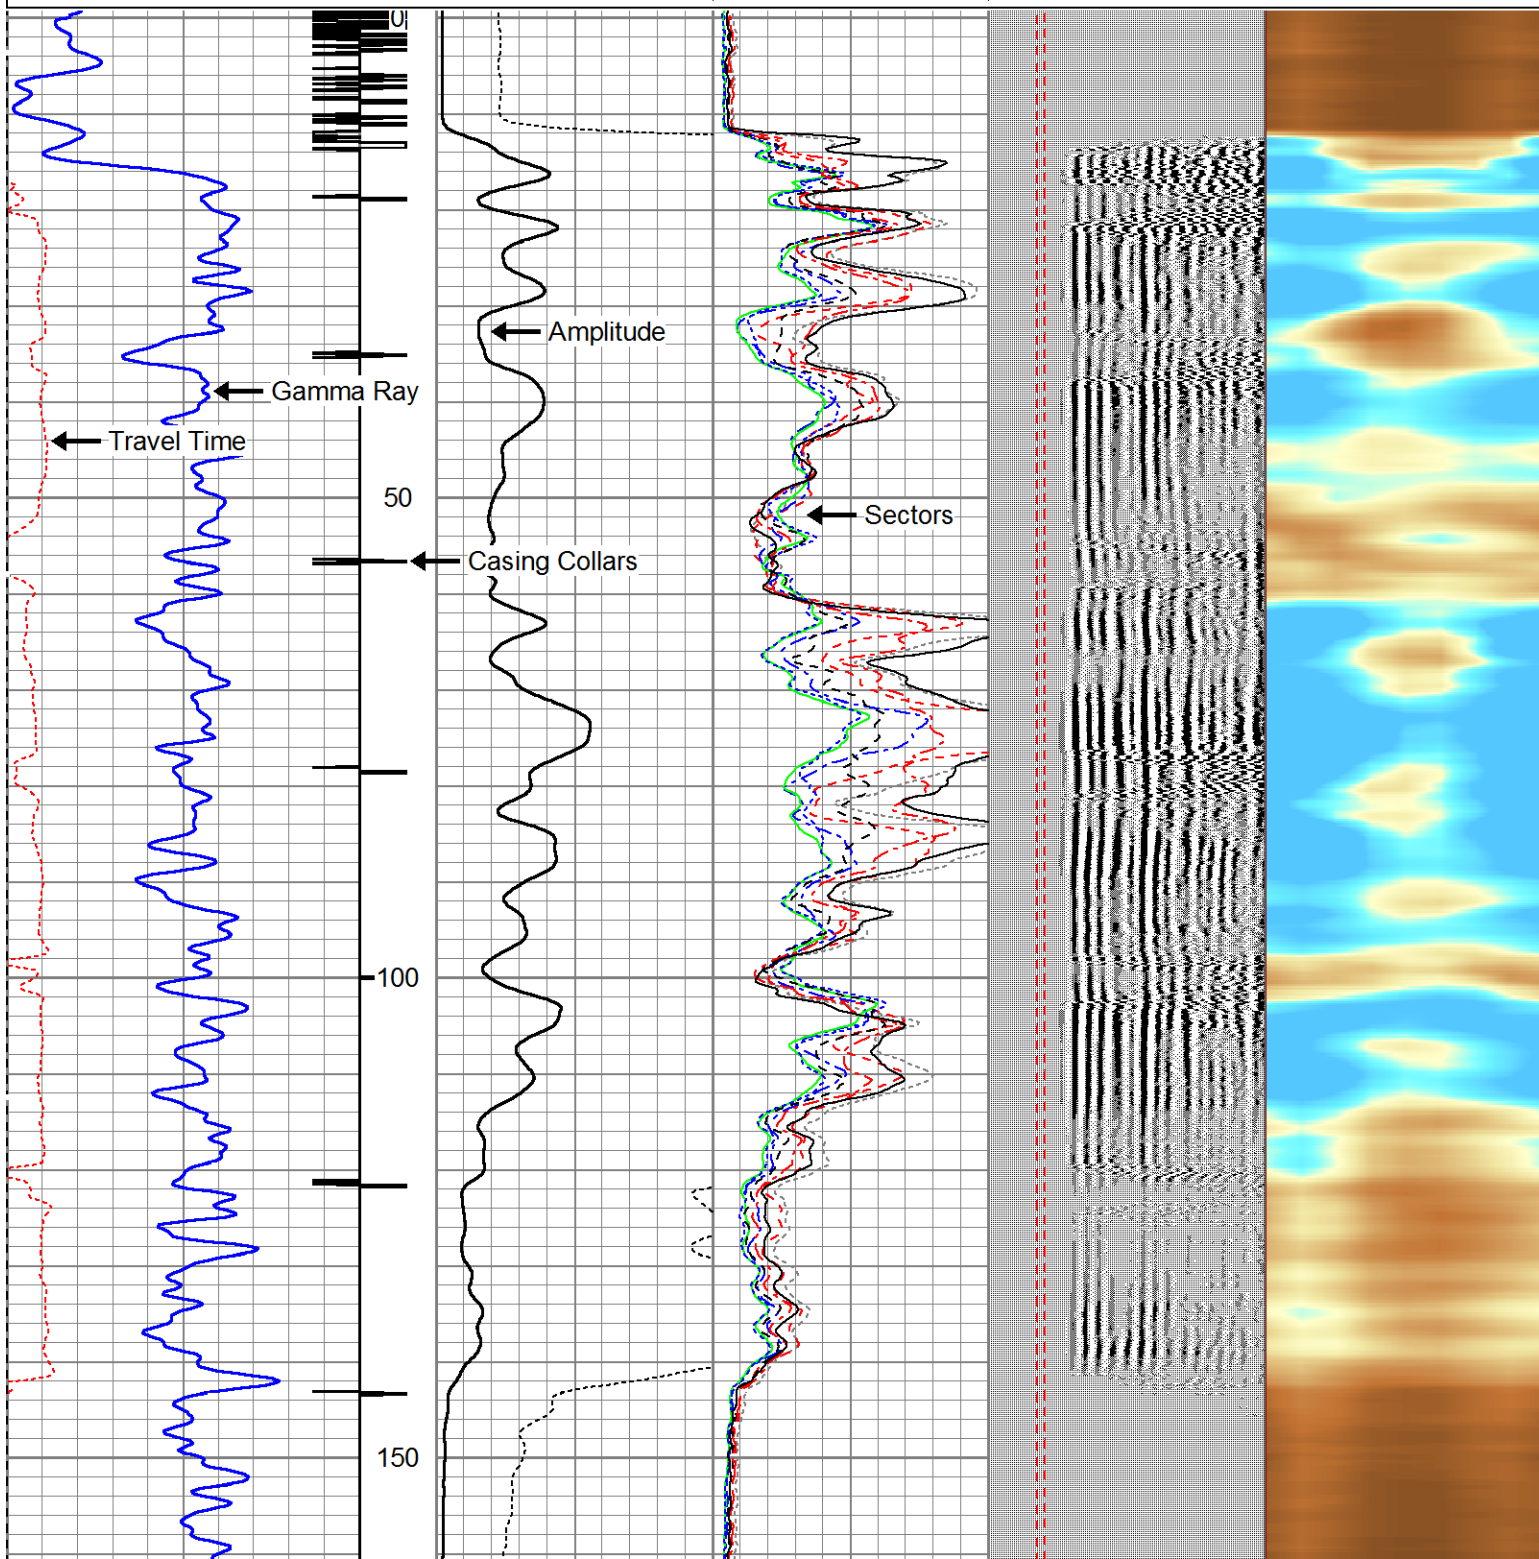 0
Amplitude
Gamma Ray
Travel Time
50
Sectors
Casing Collars
100
150